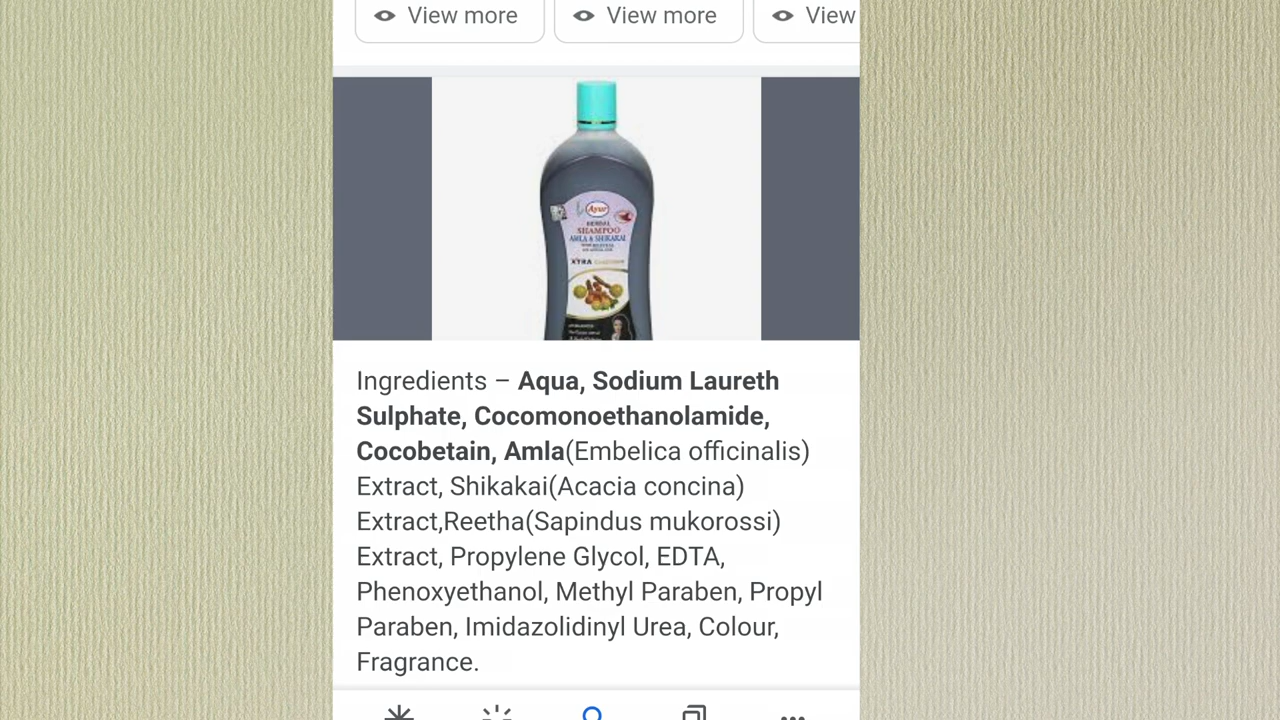 View more
View more
View
Ayur
HERBAL
SHAMPOO
AMLA & SHIKAKAI
XTRA
Ingredients – Aqua, Sodium Laureth
Sulphate, Cocomonoethanolamide,
Cocobetain, Amla(Embelica officinalis)
Extract, Shikakai(Acacia concina)
Extract,Reetha(Sapindus mukorossi)
Extract, Propylene Glycol, EDTA,
Phenoxyethanol, Methyl Paraben, Propyl
Paraben, Imidazolidinyl Urea, Colour,
Fragrance.